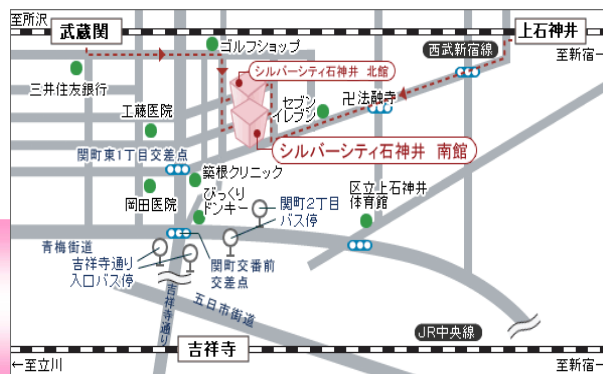 至所沢
武蔵関
上石神井
至新宿→
ゴルフショップ
西武新宿線
三井住友銀行
シルバーシティ石神井 北館
工藤医院
セブン
イレブン
卍法融寺
シルバーシティ石神井 南館
関町東1丁目交差点
築根クリニック
岡田医院
びっくり
ドンキー
関町2丁目
バス停
区立上石神井
体育館
青梅街道
吉祥寺通り
入口バス停
関町交番前
交差点
吉祥寺通り
五日市街道
JR中央線
吉祥寺
←至立川
至新宿→